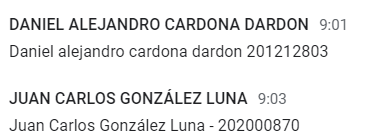 DANIEL ALEJANDRO CARDONA DARDON 9:01
Daniel alejandro cardona dardon 201212803
JUAN CARLOS GONZÁLEZ LUNA 9:03
Juan Carlos González Luna - 202000870